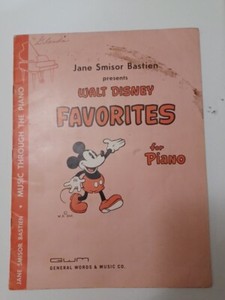 Jane Smisor Bastien
presents
WALT DISNEY
FAVORITES
for
Piano
GWM
GENERAL WORDS & MUSIC CO.
JANE SMISOR BASTIEN • MUSIC THROUGH THE PIANO